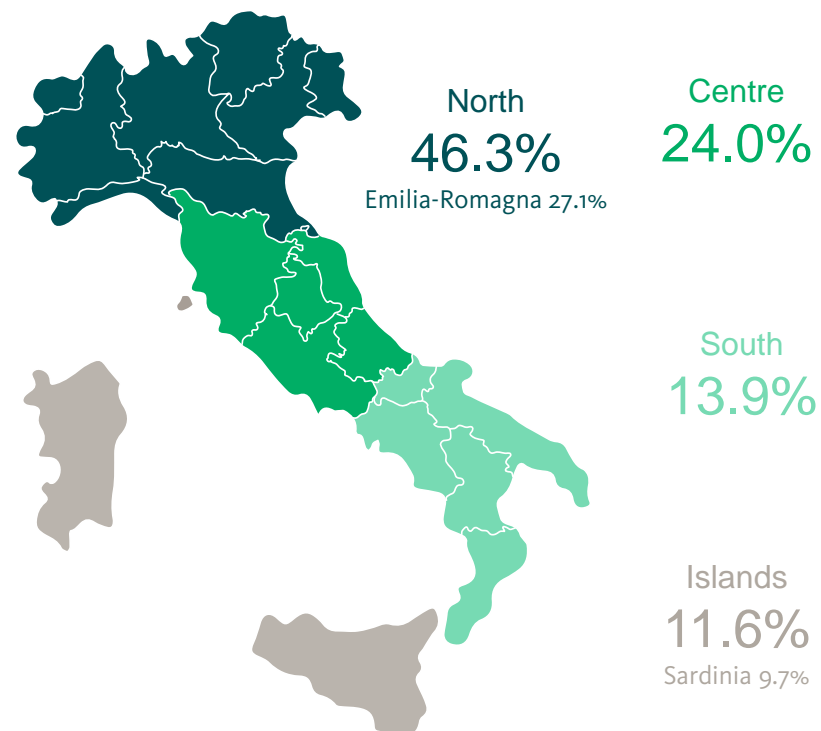 North
46.3%
Emilia-Romagna 27.1%
Centre
24.0%
South
13.9%
Islands
11.6%
Sardinia 9.7%